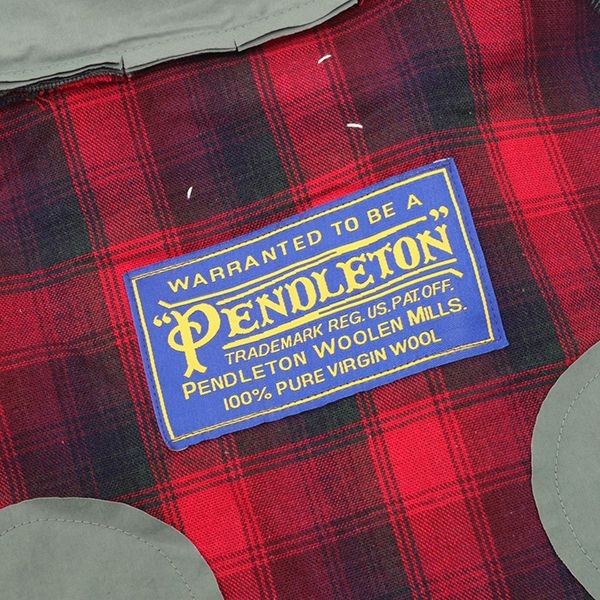 WARRANTED TO BE A
"PENDLETON"
TRADEMARK REG. US. PAT. OFF.
PENDLETON WOOLEN MILLS.
100% PURE VIRGIN WOOL